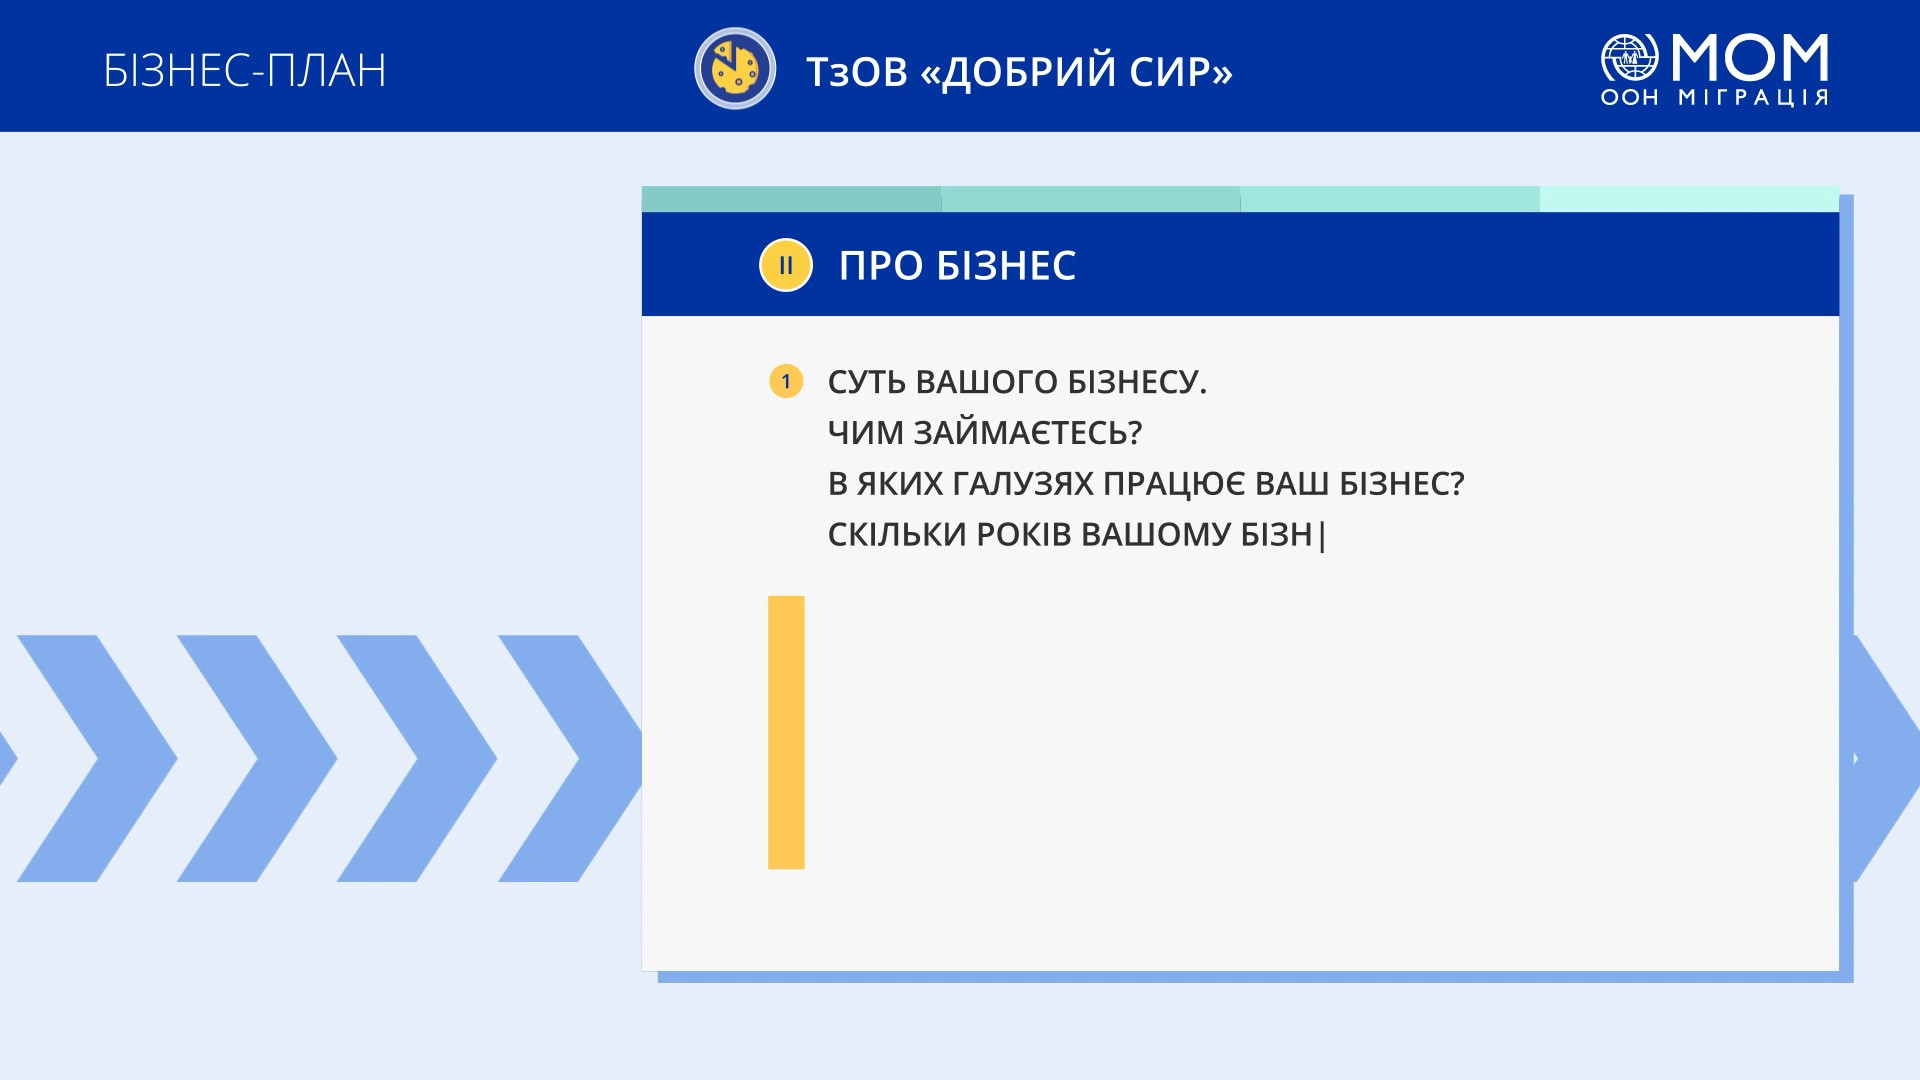 БІЗНЕС-ПЛАН
ТзОВ «ДОБРИЙ СИР»
МОМ
ООН МІГРАЦІЯ
II ПРО БІЗНЕС
1 СУТЬ ВАШОГО БІЗНЕСУ.
ЧИМ ЗАЙМАЄТЕСЬ?
В ЯКИХ ГАЛУЗЯХ ПРАЦЮЄ ВАШ БІЗНЕС?
СКІЛЬКИ РОКІВ ВАШОМУ БІЗН|